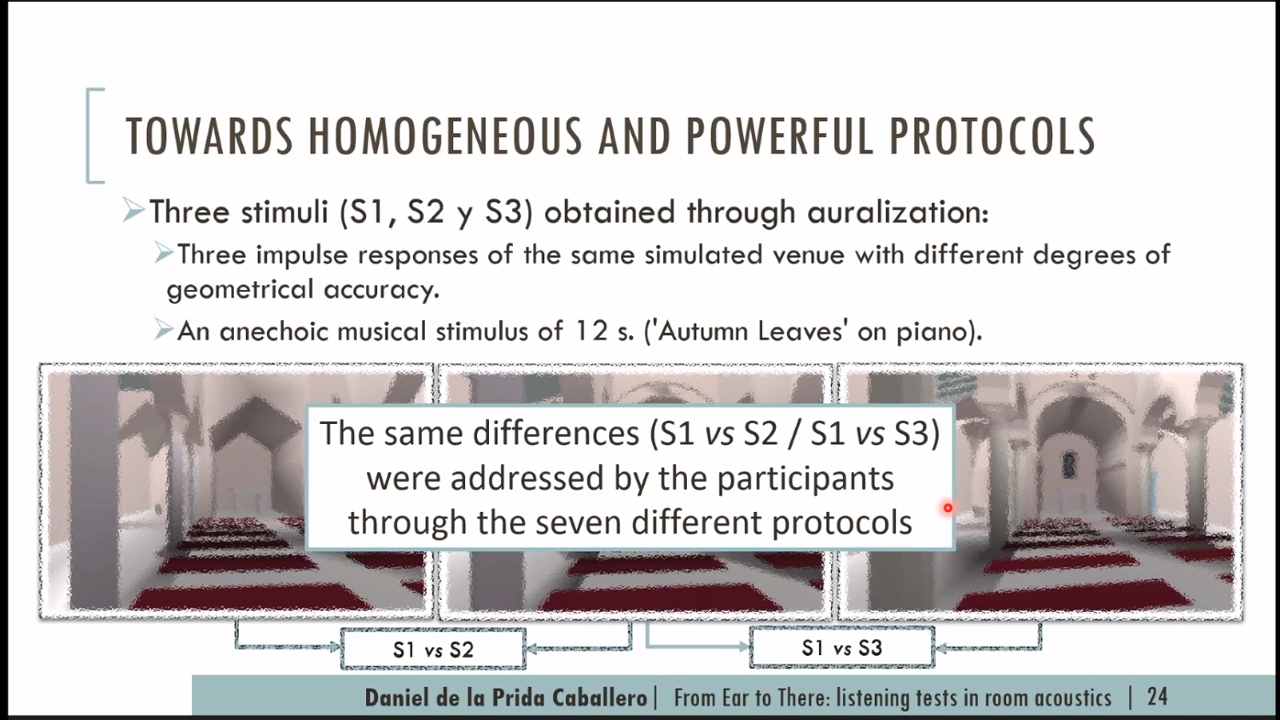 TOWARDS HOMOGENEOUS AND POWERFUL PROTOCOLS
Three stimuli (S1, S2 y S3) obtained through auralization:
Three impulse responses of the same simulated venue with different degrees of
geometrical accuracy.
An anechoic musical stimulus of 12 s. ('Autumn Leaves' on piano).
The same differences (S1 vs S2 / S1 vs S3)
were addressed by the participants
through the seven different protocols
S1 vs S2
S1 vs S3
Daniel de la Prida Caballero| From Ear to There: listening tests in room acoustics | 24